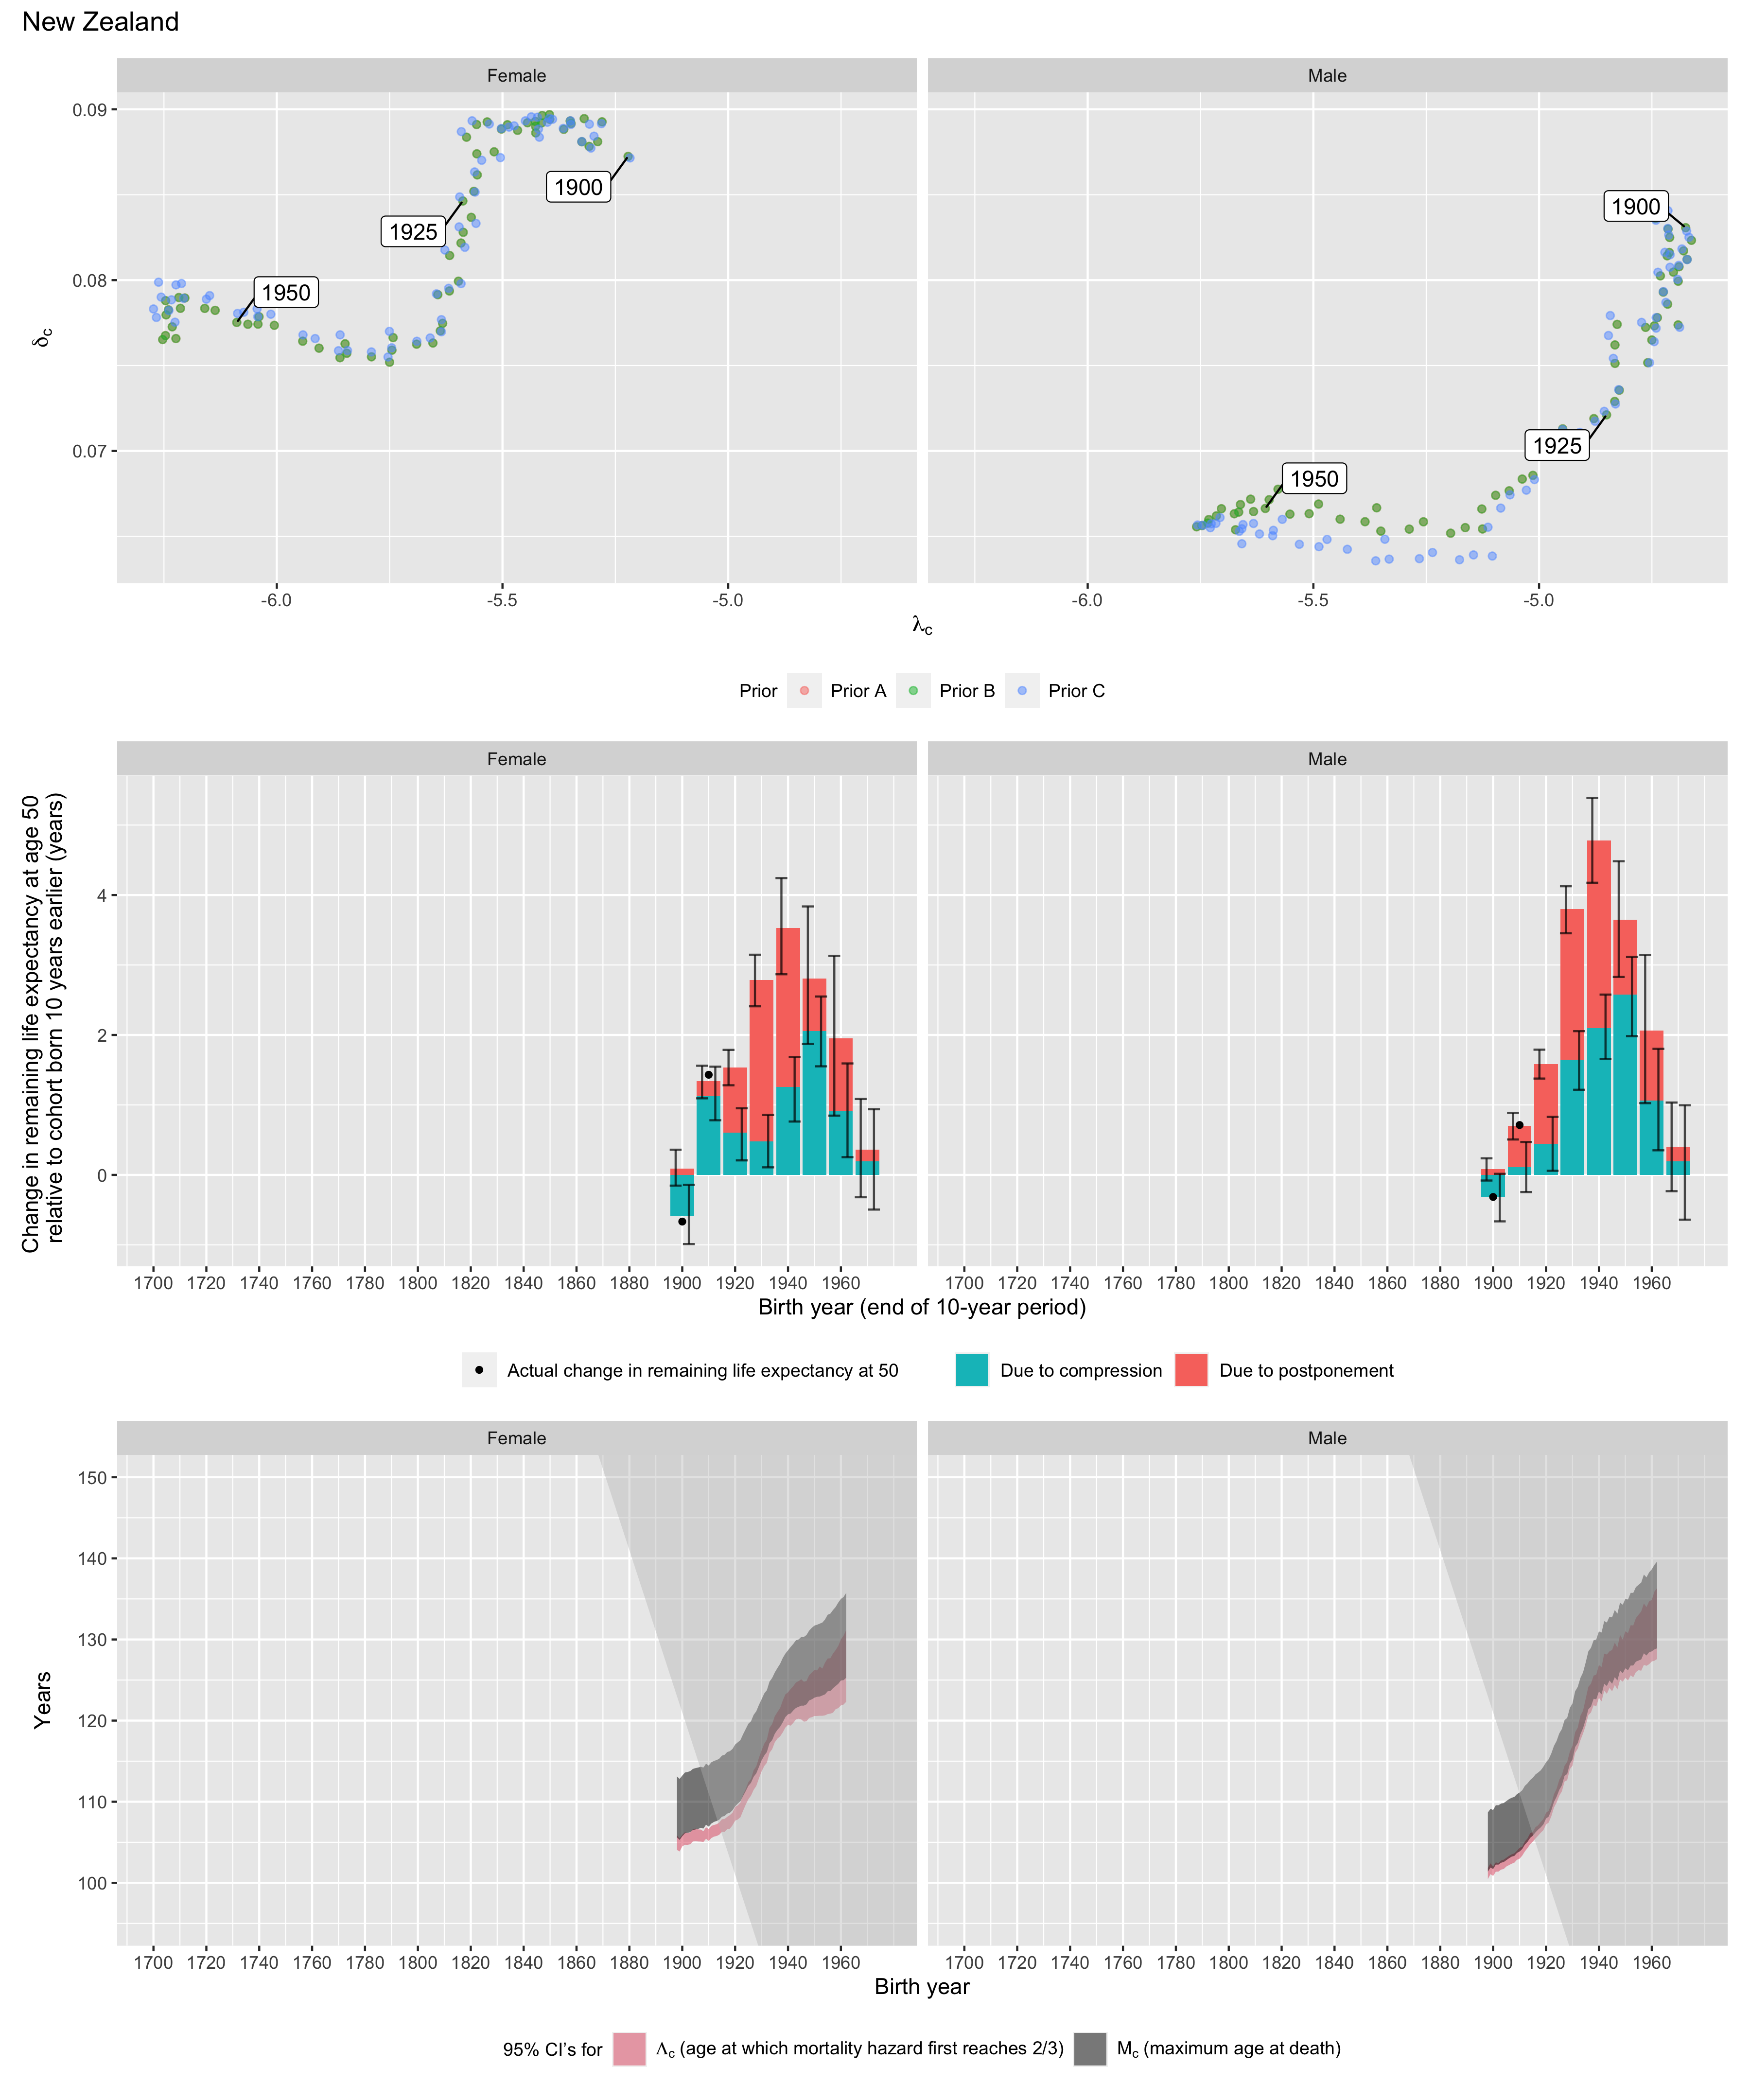 New Zealand
Female Male
0.09
0.08
0.07
δc
1900
1925
1950
1900
1925
1950
-6.0 -5.5 -5.0 -6.0 -5.5 -5.0
λc
Prior Prior A Prior B Prior C
Female Male
Change in remaining life expectancy at age 50
relative to cohort born 10 years earlier (years)
4
2
0
1700 1720 1740 1760 1780 1800 1820 1840 1860 1880 1900 1920 1940 1960 1700 1720 1740 1760 1780 1800 1820 1840 1860 1880 1900 1920 1940 1960
Birth year (end of 10-year period)
Actual change in remaining life expectancy at 50 Due to compression Due to postponement
Female Male
Years
150
140
130
120
110
100
1700 1720 1740 1760 1780 1800 1820 1840 1860 1880 1900 1920 1940 1960 1700 1720 1740 1760 1780 1800 1820 1840 1860 1880 1900 1920 1940 1960
Birth year
95% CI's for Λc (age at which mortality hazard first reaches 2/3) Mc (maximum age at death)